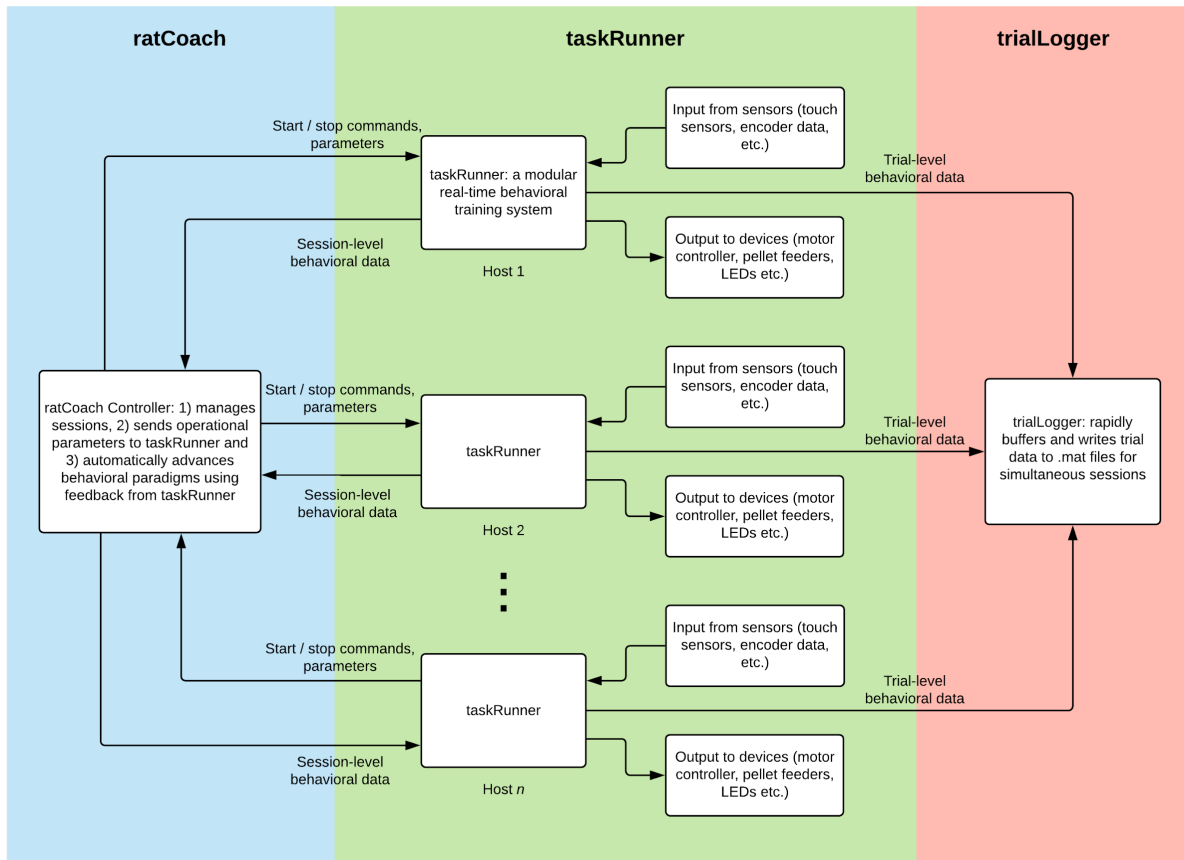 ratCoach
taskRunner
trialLogger
Start / stop commands,
parameters
Session-level
behavioral data
taskRunner: a modular
real-time behavioral
training system
Host 1
Input from sensors (touch
sensors, encoder data,
etc.)
Output to devices (motor
controller, pellet feeders,
LEDs etc.)
Trial-level
behavioral data
ratCoach Controller: 1) manages
sessions, 2) sends operational
parameters to taskRunner and
3) automatically advances
behavioral paradigms using
feedback from taskRunner
Start / stop commands,
parameters
Session-level
behavioral data
taskRunner
Host 2
Input from sensors (touch
sensors, encoder data,
etc.)
Output to devices (motor
controller, pellet feeders,
LEDs etc.)
Trial-level
behavioral data
trialLogger: rapidly
buffers and writes trial
data to .mat files for
simultaneous sessions
Start / stop commands,
parameters
Session-level
behavioral data
taskRunner
Host n
Input from sensors (touch
sensors, encoder data,
etc.)
Output to devices (motor
controller, pellet feeders,
LEDs etc.)
Trial-level
behavioral data